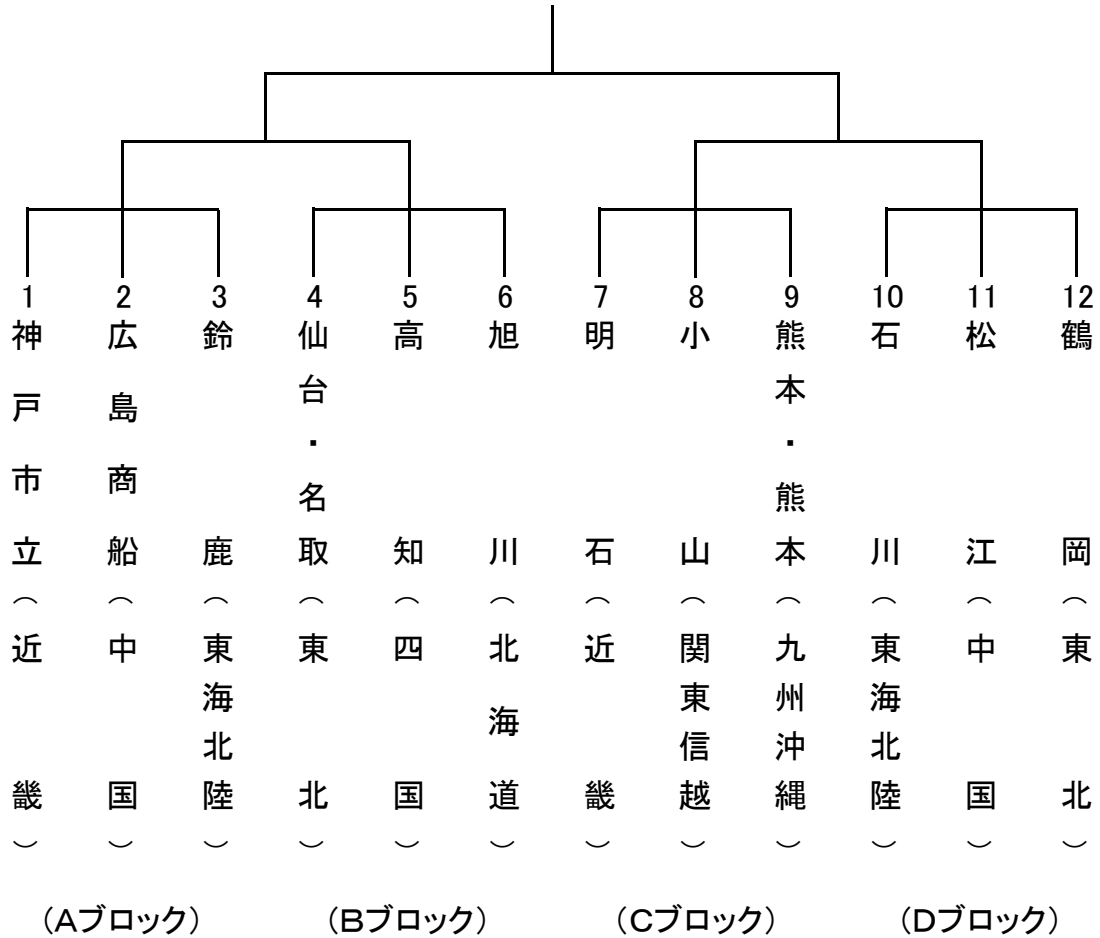 1
神戸市立（近畿）
2
広島商船（中国）
3
鈴鹿（東海北陸）
4
仙台・名取（東北）
5
高知（四国）
6
旭川（北海道）
7
明石（近畿）
8
小山（関東信越）
9
熊本・熊本（九州沖縄）
10
石川（東海北陸）
11
松江（中国）
12
鶴岡（東北）
（Aブロック）
（Bブロック）
（Cブロック）
（Dブロック）